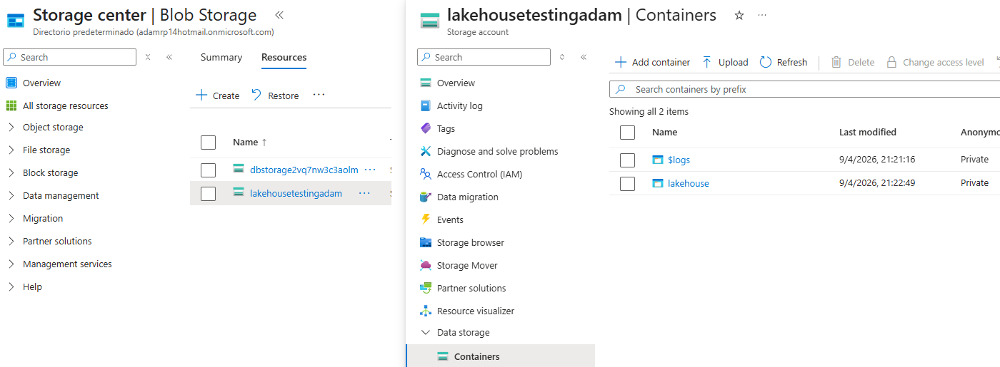 Storage center | Blob Storage
Directorio predeterminado (adamrp14hotmail.onmicrosoft.com)
Search
Overview
All storage resources
Object storage
File storage
Block storage
Data management
Migration
Partner solutions
Management services
Help
Summary Resources
Create Restore
Name ↑
dbstorage2vq7nw3c3aolm
lakehousetestingadam
lakehousetestingadam | Containers
Storage account
Search
Overview
Activity log
Tags
Diagnose and solve problems
Access Control (IAM)
Data migration
Events
Storage browser
Storage Mover
Partner solutions
Resource visualizer
Data storage
Containers
Add container Upload Refresh Delete Change access level
Search containers by prefix
Showing all 2 items
Name Last modified Anonymo
$logs 9/4/2026, 21:21:16 Private
lakehouse 9/4/2026, 21:22:49 Private